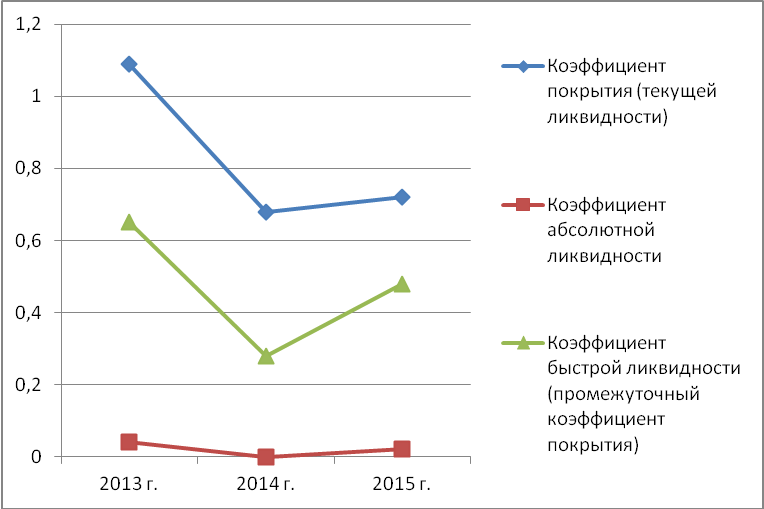 1,2
1
0,8
0,6
0,4
0,2
0
2013 г.
2014 г.
2015 г.
Коэффициент
покрытия (текущей
ликвидности)
Коэффициент
абсолютной
ликвидности
Коэффициент
быстрой ликвидности
(промежуточный
коэффициент
покрытия)